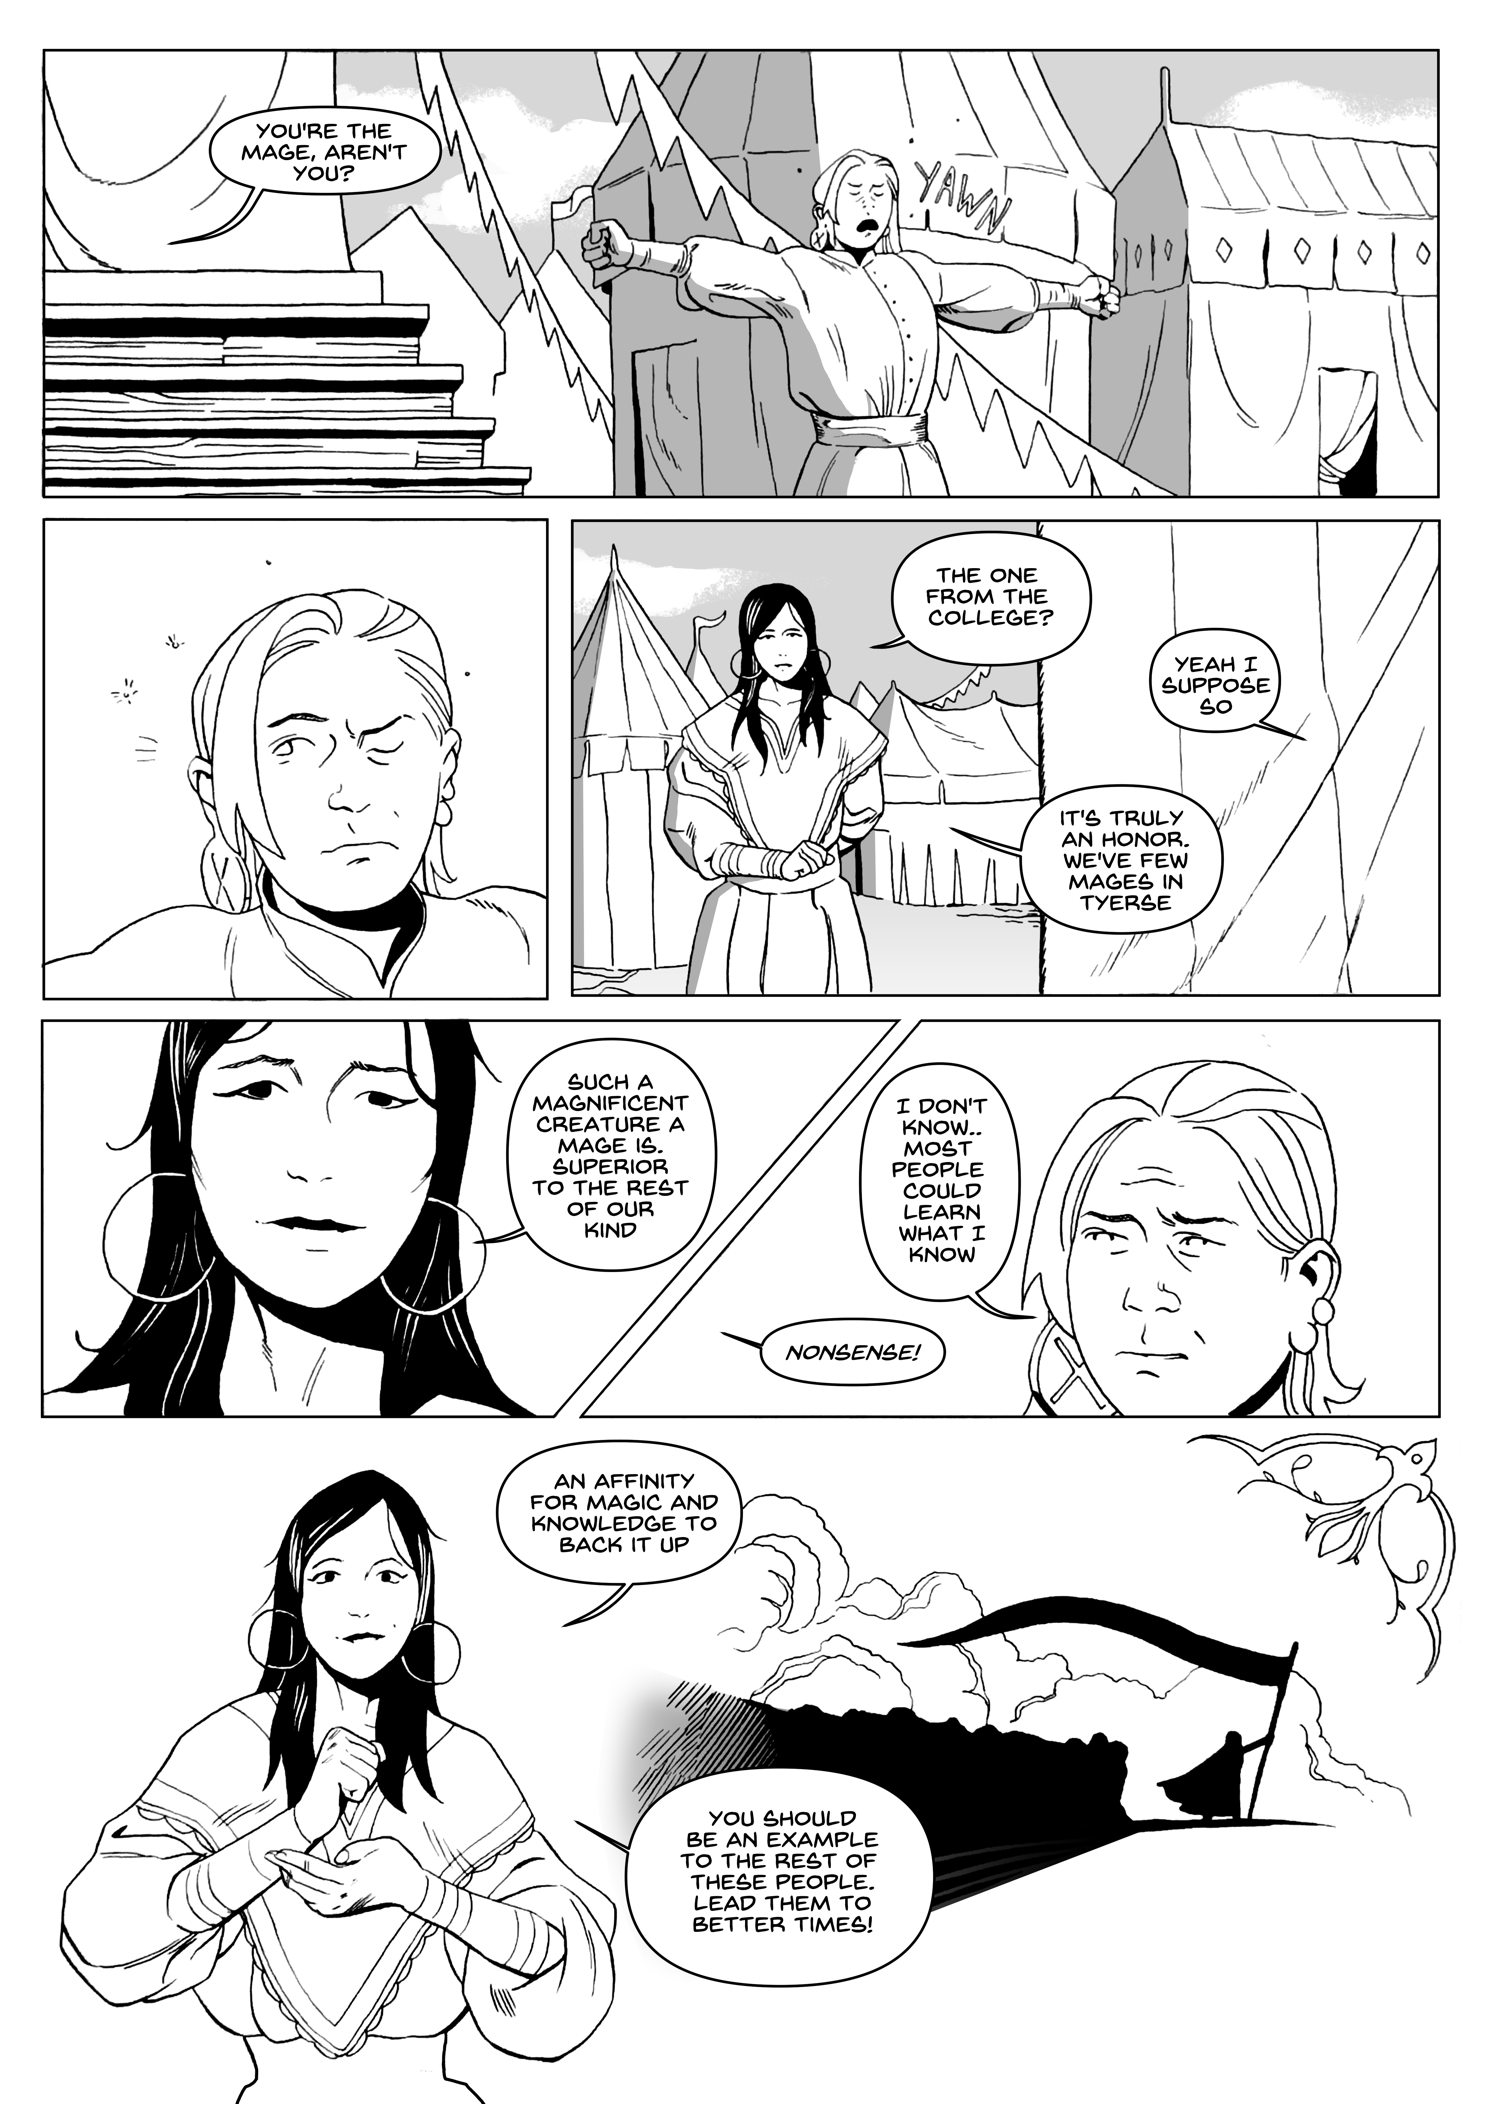 YOU'RE THE
MAGE, AREN'T
YOU?
YAWN
THE ONE
FROM THE
COLLEGE?
YEAH I
SUPPOSE
SO
IT'S TRULY
AN HONOR.
WE'VE FEW
MAGES IN
TYERSE
SUCH A
MAGNIFICENT
CREATURE A
MAGE IS.
SUPERIOR
TO THE REST
OF OUR
KIND
I DON'T
KNOW..
MOST
PEOPLE
COULD
LEARN
WHAT I
KNOW
NONSENSE!
AN AFFINITY
FOR MAGIC AND
KNOWLEDGE TO
BACK IT UP
YOU SHOULD
BE AN EXAMPLE
TO THE REST OF
THESE PEOPLE.
LEAD THEM TO
BETTER TIMES!